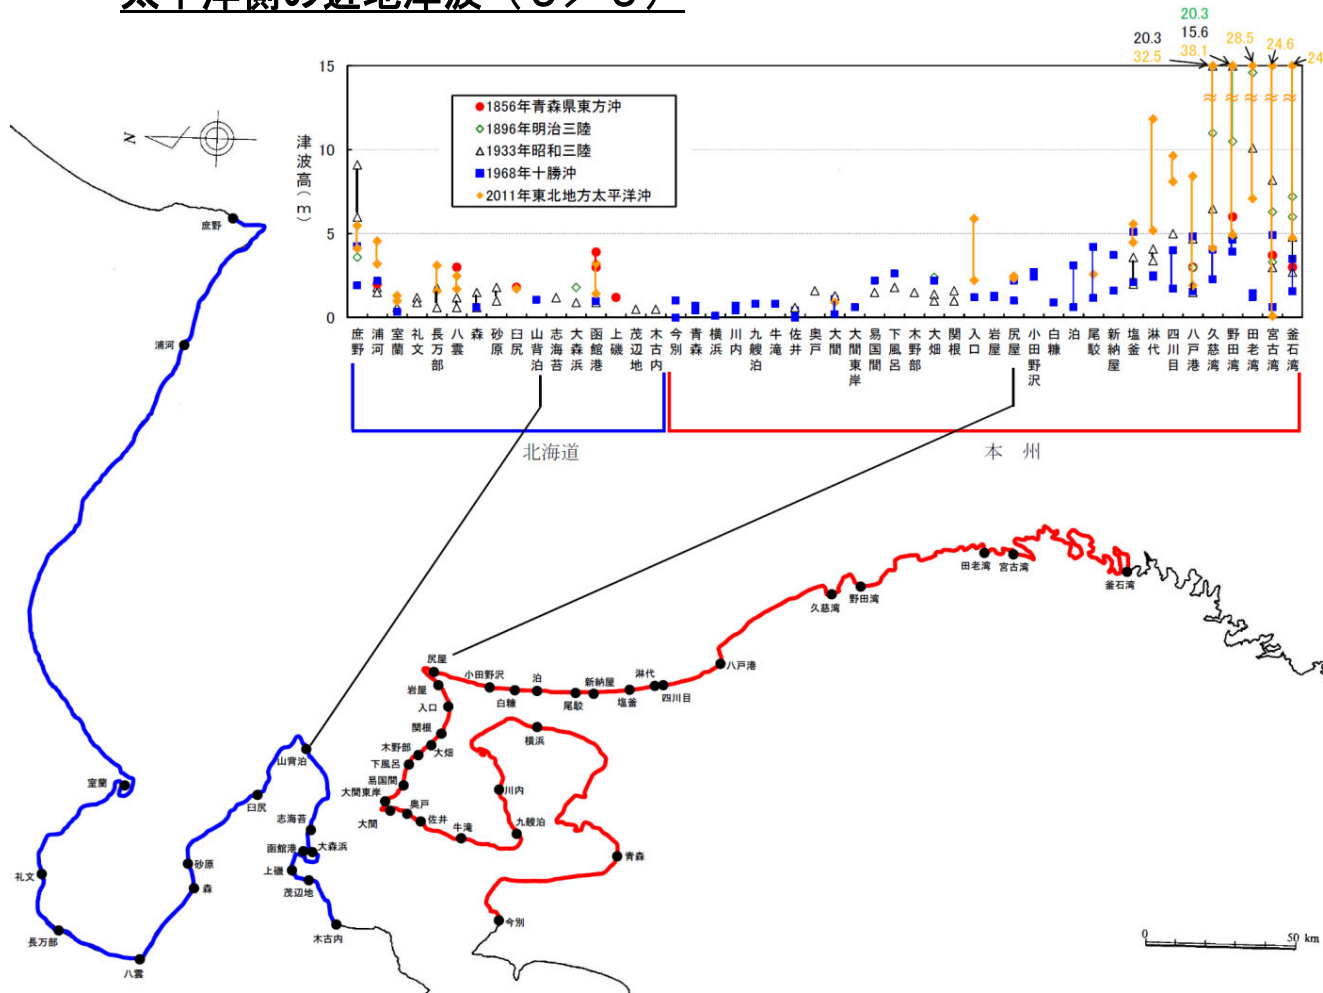 太平洋側の近地津波（３／３）
20.3
20.3
15.6
32.5
38.1
28.5
24.6
24
津波高（ｍ）
15
10
5
0
1856年青森県東方沖
1896年明治三陸
1933年昭和三陸
1968年十勝沖
2011年東北地方太平洋沖
庶野
浦河
室蘭
礼文
長万部
八雲
森
砂原
臼尻
山背泊
志海苔
大森浜
函館港
上磯
茂辺地
木古内
今別
青森
横浜
川内
九艘泊
牛滝
佐井
奥戸
大間
大間東岸
易国間
下風呂
木野部
大畑
関根
入口
岩屋
尻屋
小田野沢
白糠
泊
尾駮
新納屋
塩釜
淋代
四川目
八戸港
久慈湾
野田湾
田老湾
宮古湾
釜石湾
北海道
本 州
N
庶野
浦河
室蘭
礼文
長万部
八雲
森
砂原
臼尻
山背泊
志海苔
函館港
大森浜
上磯
茂辺地
木古内
尻屋
岩屋
入口
関根
大畑
木野部
下風呂
易国間
大間東岸
大間
奥戸
佐井
牛滝
九艘泊
川内
横浜
青森
今別
小田野沢
白糠
泊
尾駮
新納屋
塩釜
淋代
四川目
八戸港
久慈湾
野田湾
田老湾
宮古湾
釜石湾
0
50 km